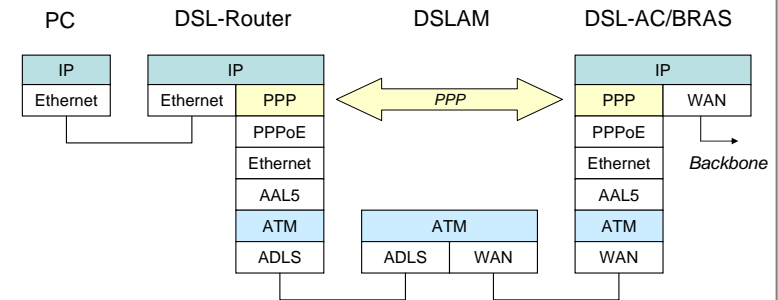 PC DSL-Router DSLAM DSL-AC/BRAS
IP IP IP
Ethernet Ethernet PPP PPP PPP WAN
PPPoE PPPoE
Ethernet Ethernet Backbone
AAL5 AAL5
ATM ATM ATM
ADLS ADLS WAN WAN